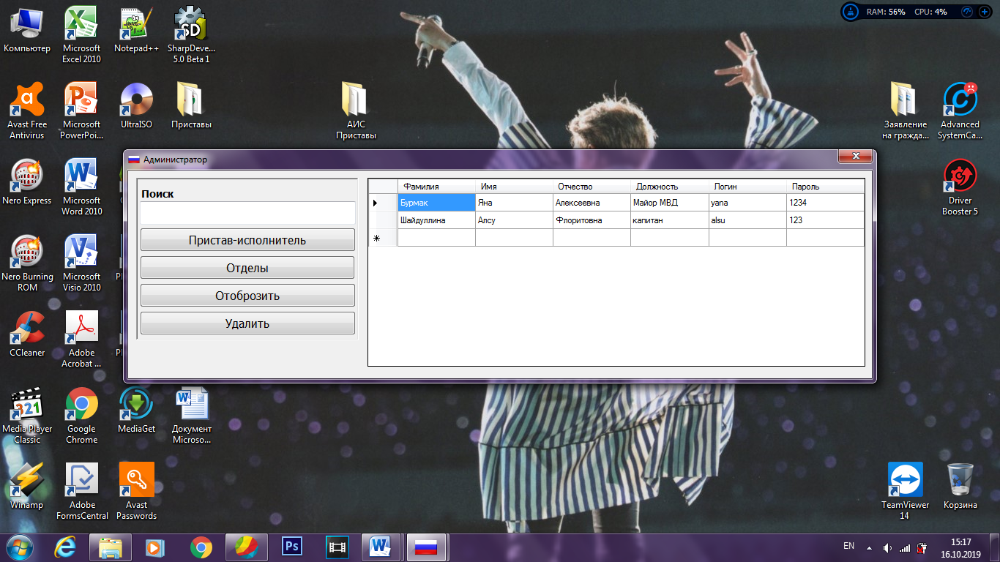 RAM: 56% CPU: 4%
Компьютер
Microsoft
Excel 2010
Notepad++
SharpDeve...
5.0 Beta 1
Avast Free
Antivirus
Microsoft
PowerPoi...
UltraISO
Приставы
АИС
Приставы
Заявление
на гражда...
Advanced
SystemCa...
Nero Express
Microsoft
Word 2010
Driver
Booster 5
Nero Burning
ROM
Microsoft
Visio 2010
CCleaner
Adobe
Acrobat ...
Администратор
Поиск
Пристав-исполнитель
Отделы
Отоброзить
Удалить
Фамилия Имя Отчество Должность Логин Пароль
Бурмак Яна Алексеевна Майор МВД yana 1234
Шайдуллина Алсу Флоритовна капитан alsu 123
321
Media Player
Classic
Google
Chrome
MediaGet
Документ
Microso...
Winamp
Adobe
FormsCentral
Avast
Passwords
TeamViewer
14
Корзина
Ps
EN
15:17
16.10.2019